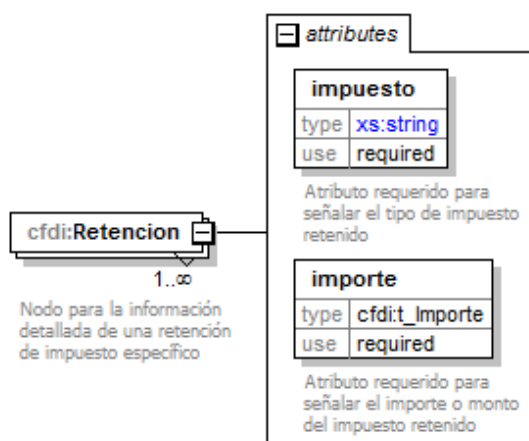 attributes
impuesto
type xs:string
use required
Atributo requerido para
señalar el tipo de impuesto
retenido
cfdi:Retencion
1..∞
Nodo para la información
detallada de una retención
de impuesto específico
importe
type cfdi:t_Importe
use required
Atributo requerido para
señalar el importe o monto
del impuesto retenido